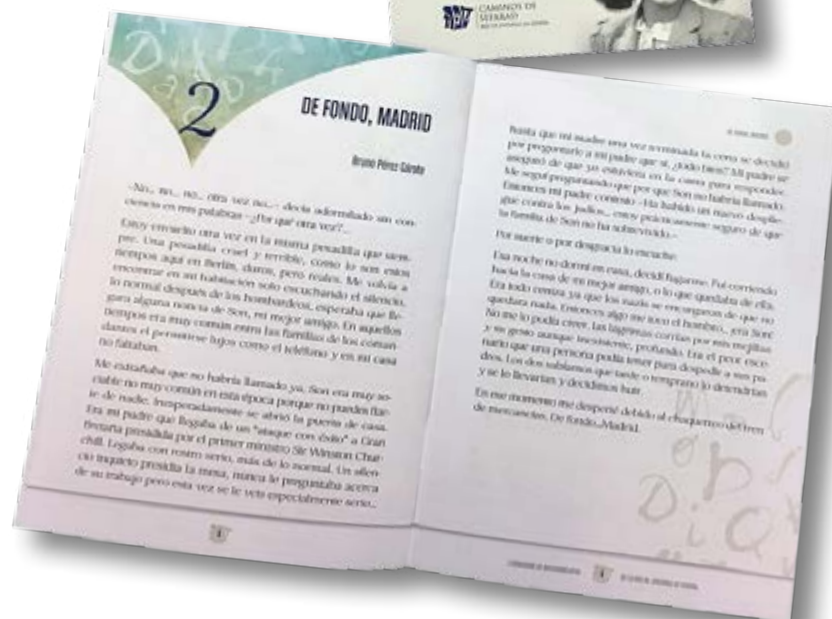 CAMINOS DE
SEFARAD
2
DE FONDO, MADRID
Bruno Pérez
–No... no... no... otra vez no...– decía adormilado sin con-
ciencia en mis palabras –¿Por qué otra vez?...
Estoy envuelto otra vez en la misma pesadilla que siem-
pre. Una pesadilla cruel y terrible, como lo son estos
tiempos aquí en Berlín, duros, pero reales. Me volvía a
encontrar en mi habitación solo escuchando el silencio,
lo normal después de los bombardeos, esperaba que lle-
gara alguna noticia de Son, mi mejor amigo. En aquellos
tiempos era muy común entre las familias de los coman-
dantes el permitirse lujos como el teléfono y en mi casa
no faltaban.
Me extrañaba que no habría llamado ya. Son era muy so-
ciable no muy común en esta época porque no puedes fiar-
te de nadie. Inesperadamente se abrió la puerta de casa.
Era mi padre que llegaba de un "ataque con éxito" a Gran
Bretaña presidida por el primer ministro Sir Winston Chur-
chill. Llegaba con rostro serio, más de lo normal. Un silen-
cio inquieto presidía la mesa, nunca le preguntaba acerca
de su trabajo pero esta vez se le veía especialmente serio...
Hasta que mi madre una vez terminada la cena se decidió
por preguntarle a mi padre que si, ¿todo bien? Mi padre se
aseguró de que yo estuviera en la cama para responder.
Me seguí preguntando que por que Son no habría llamado.
Entonces mi padre contestó –Ha habido un nuevo desplie-
gue contra los judíos... estoy prácticamente seguro de que
la familia de Son no ha sobrevivido.–
Por suerte o por desgracia lo escuché.
Esa noche no dormí en casa, decidí fugarme. Fui corriendo
hacia la casa de mi mejor amigo, o lo que quedaba de ella.
Era todo ceniza ya que los nazis se encargaron de que no
quedara nada. Entonces algo me tocó el hombro... ¡era Son!
No me lo podía creer, las lágrimas corrían por mis mejillas
y su gesto aunque inexistente, profundo. Era el peor esce-
nario que una persona podía tener para despedir a sus pa-
dres. Los dos sabíamos que tarde o temprano lo detendrían
y se lo llevarían y decidimos huir.
En ese momento me desperté debido al chaqueteo del tren
de mercancías. De fondo...Madrid.